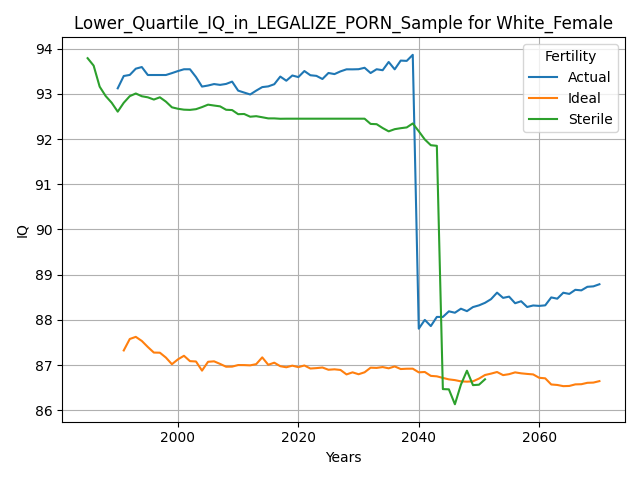 Lower_Quartile_IQ_in_LEGALIZE_PORN_Sample for White_Female
94
93
92
91
90
89
88
87
86
IQ
Fertility
Actual
Ideal
Sterile
2000
2020
2040
2060
Years